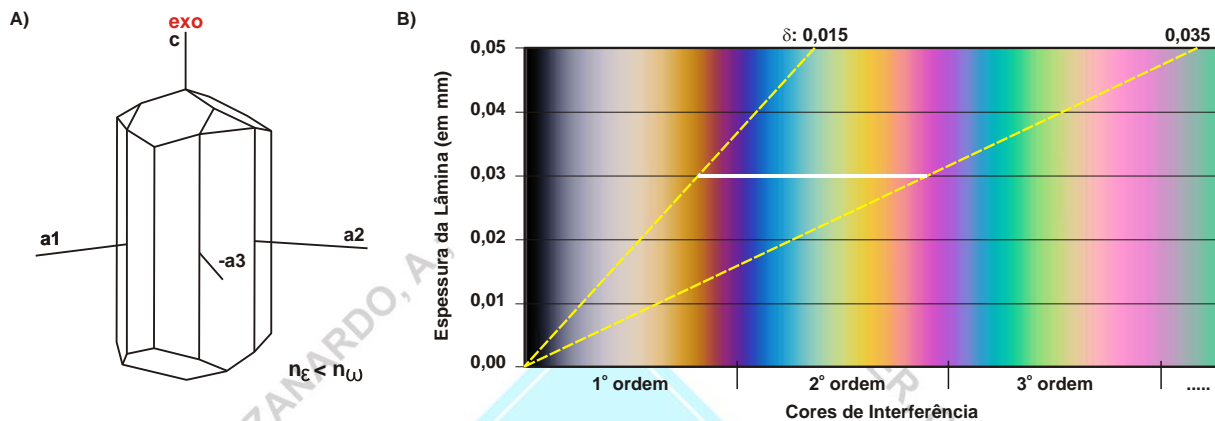 A)
exo
c
a1
a2
-a3
nε < nω
B)
δ: 0,015
0,035
Espessura da Lâmina (em mm)
0,05
0,04
0,03
0,02
0,01
0,00
1° ordem
2° ordem
3° ordem
.....
Cores de Interferência
ZANARDO, A.,